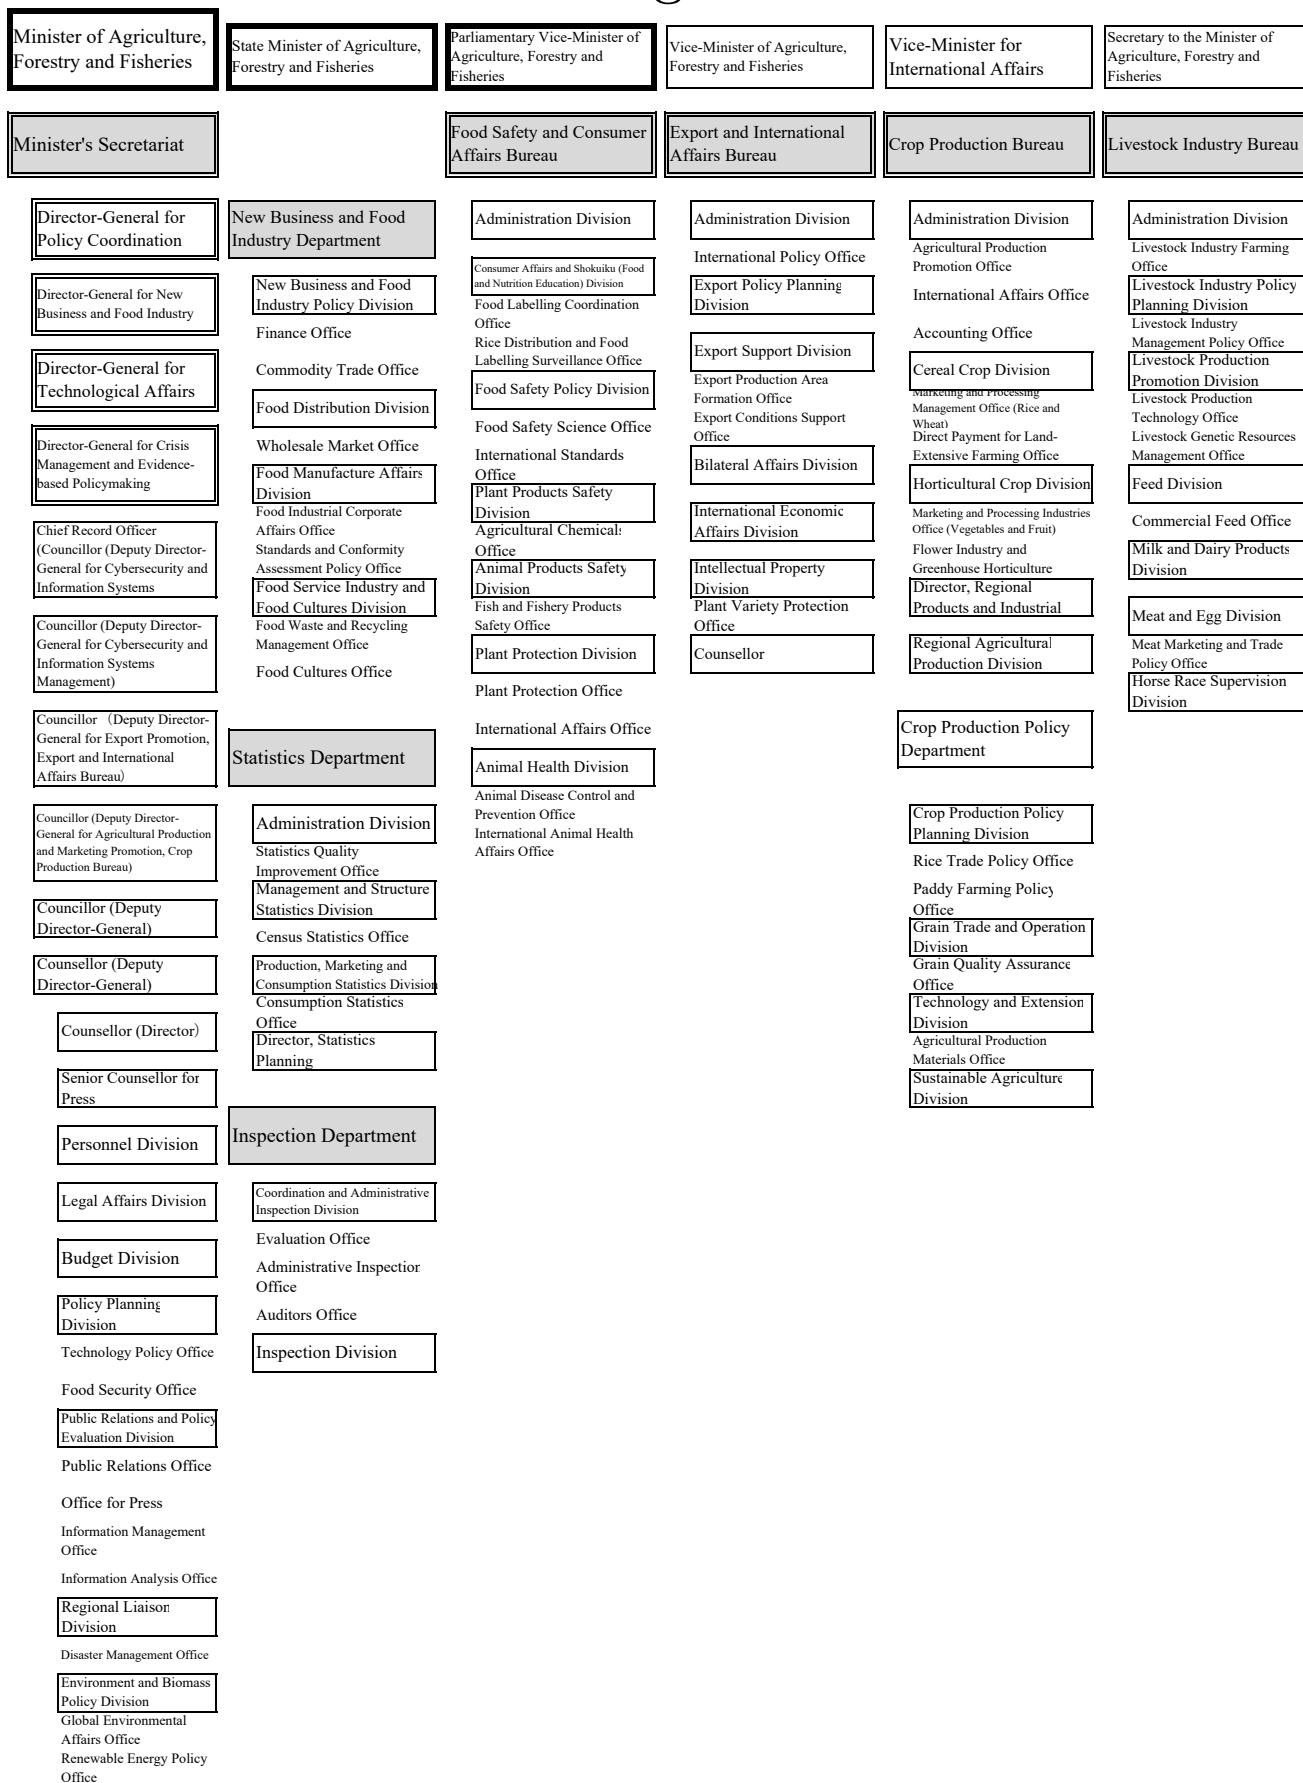 Minister of Agriculture,
Forestry and Fisheries
State Minister of Agriculture,
Forestry and Fisheries
Parliamentary Vice-Minister of
Agriculture, Forestry and
Fisheries
Vice-Minister of Agriculture,
Forestry and Fisheries
Vice-Minister for
International Affairs
Secretary to the Minister of
Agriculture, Forestry and
Fisheries
Minister's Secretariat
Food Safety and Consumer
Affairs Bureau
Export and International
Affairs Bureau
Crop Production Bureau
Livestock Industry Bureau
Director-General for
Policy Coordination
Director-General for New
Business and Food Industry
Director-General for
Technological Affairs
Director-General for Crisis
Management and Evidence-
based Policymaking
Chief Record Officer
(Councillor (Deputy Director-
General for Cybersecurity and
Information Systems
Councillor (Deputy Director-
General for Cybersecurity and
Information Systems
Management)
Councillor（Deputy Director-
General for Export Promotion,
Export and International
Affairs Bureau)
Councillor (Deputy Director-
General for Agricultural Production
and Marketing Promotion, Crop
Production Bureau)
Councillor (Deputy
Director-General)
Counsellor (Deputy
Director-General)
Counsellor (Director)
Senior Counsellor for
Press
Personnel Division
Legal Affairs Division
Budget Division
Policy Planning
Division
Technology Policy Office
Food Security Office
Public Relations and Policy
Evaluation Division
Public Relations Office
Office for Press
Information Management
Office
Information Analysis Office
Regional Liaison
Division
Disaster Management Office
Environment and Biomass
Policy Division
Global Environmental
Affairs Office
Renewable Energy Policy
Office
New Business and Food
Industry Department
New Business and Food
Industry Policy Division
Finance Office
Commodity Trade Office
Food Distribution Division
Wholesale Market Office
Food Manufacture Affairs
Division
Food Industrial Corporate
Affairs Office
Standards and Conformity
Assessment Policy Office
Food Service Industry and
Food Cultures Division
Food Waste and Recycling
Management Office
Food Cultures Office
Statistics Department
Administration Division
Statistics Quality
Improvement Office
Management and Structure
Statistics Division
Census Statistics Office
Production, Marketing and
Consumption Statistics Division
Consumption Statistics
Office
Director, Statistics
Planning
Inspection Department
Coordination and Administrative
Inspection Division
Evaluation Office
Administrative Inspection
Office
Auditors Office
Inspection Division
Administration Division
Consumer Affairs and Shokuiku (Food
and Nutrition Education) Division
Food Labelling Coordination
Office
Rice Distribution and Food
Labelling Surveillance Office
Food Safety Policy Division
Food Safety Science Office
International Standards
Office
Plant Products Safety
Division
Agricultural Chemicals
Office
Animal Products Safety
Division
Fish and Fishery Products
Safety Office
Plant Protection Division
Plant Protection Office
International Affairs Office
Animal Health Division
Animal Disease Control and
Prevention Office
International Animal Health
Affairs Office
Administration Division
International Policy Office
Export Policy Planning
Division
Export Support Division
Export Production Area
Formation Office
Export Conditions Support
Office
Bilateral Affairs Division
International Economic
Affairs Division
Intellectual Property
Division
Plant Variety Protection
Office
Counsellor
Administration Division
Agricultural Production
Promotion Office
International Affairs Office
Accounting Office
Cereal Crop Division
Marketing and Processing
Management Office (Rice and
Wheat)
Direct Payment for Land-
Extensive Farming Office
Horticultural Crop Division
Marketing and Processing Industries
Office (Vegetables and Fruit)
Flower Industry and
Greenhouse Horticulture
Director, Regional
Products and Industrial
Regional Agricultural
Production Division
Crop Production Policy
Department
Crop Production Policy
Planning Division
Rice Trade Policy Office
Paddy Farming Policy
Office
Grain Trade and Operation
Division
Grain Quality Assurance
Office
Technology and Extension
Division
Agricultural Production
Materials Office
Sustainable Agriculture
Division
Administration Division
Livestock Industry Farming
Office
Livestock Industry Policy
Planning Division
Livestock Industry
Management Policy Office
Livestock Production
Promotion Division
Livestock Production
Technology Office
Livestock Genetic Resources
Management Office
Feed Division
Commercial Feed Office
Milk and Dairy Products
Division
Meat and Egg Division
Meat Marketing and Trade
Policy Office
Horse Race Supervision
Division